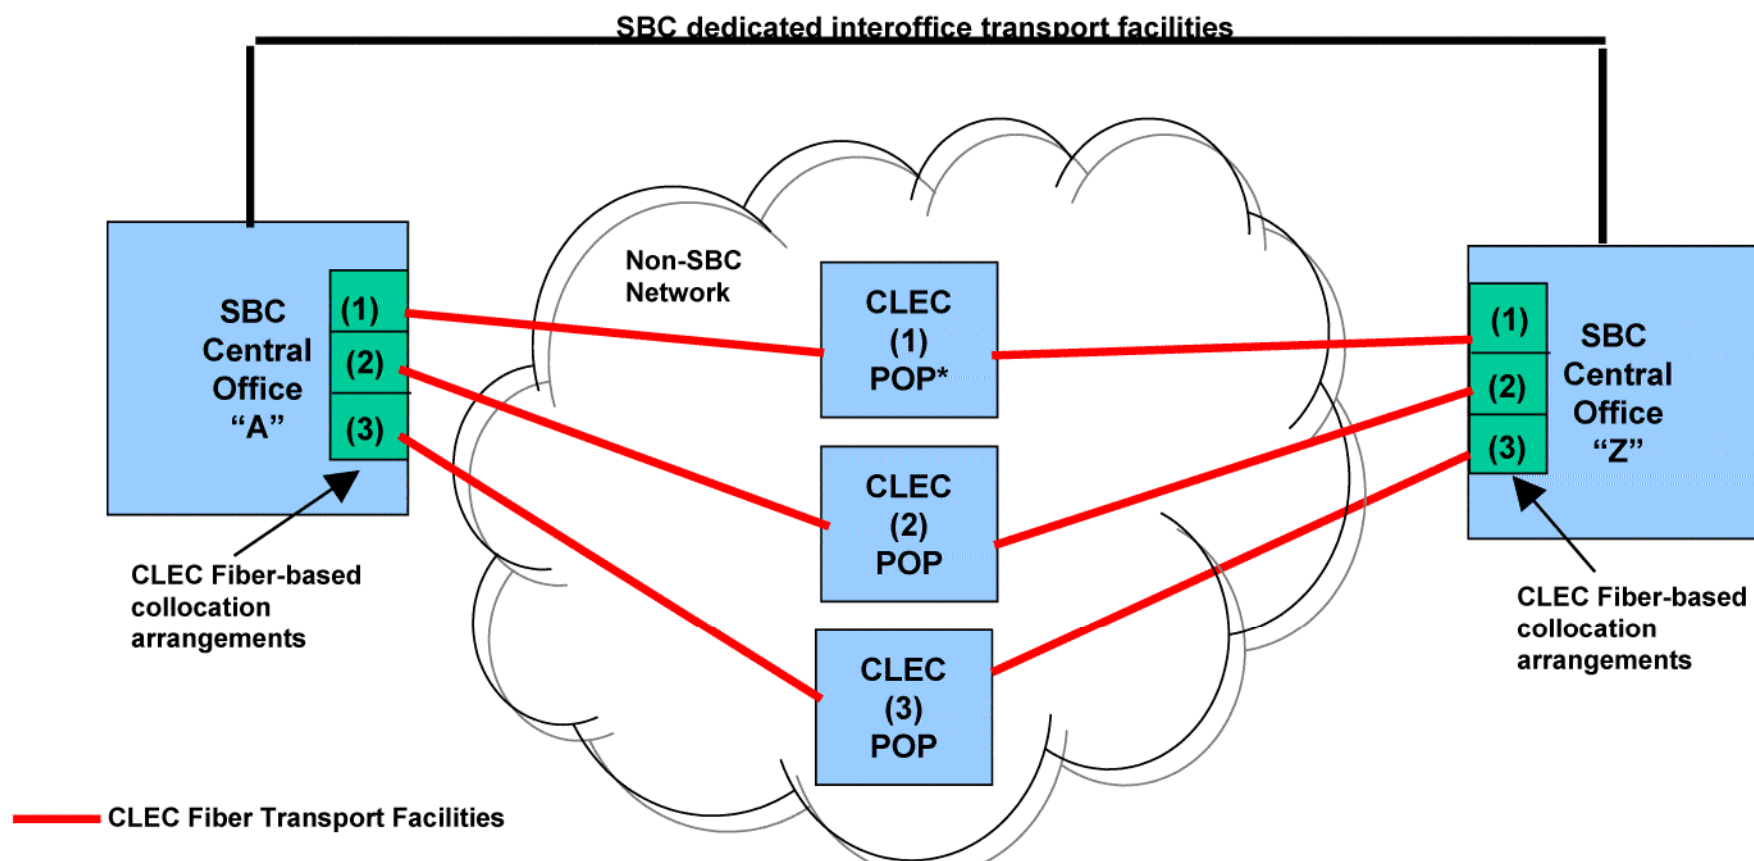 SBC dedicated interoffice transport facilities
Non-SBC
Network
SBC
Central
Office
“A”
(1)
(2)
(3)
CLEC
(1)
POP*
CLEC
(2)
POP
CLEC
(3)
POP
(1)
(2)
(3)
SBC
Central
Office
“Z”
CLEC Fiber-based
collocation
arrangements
CLEC Fiber-based
collocation
arrangements
CLEC Fiber Transport Facilities